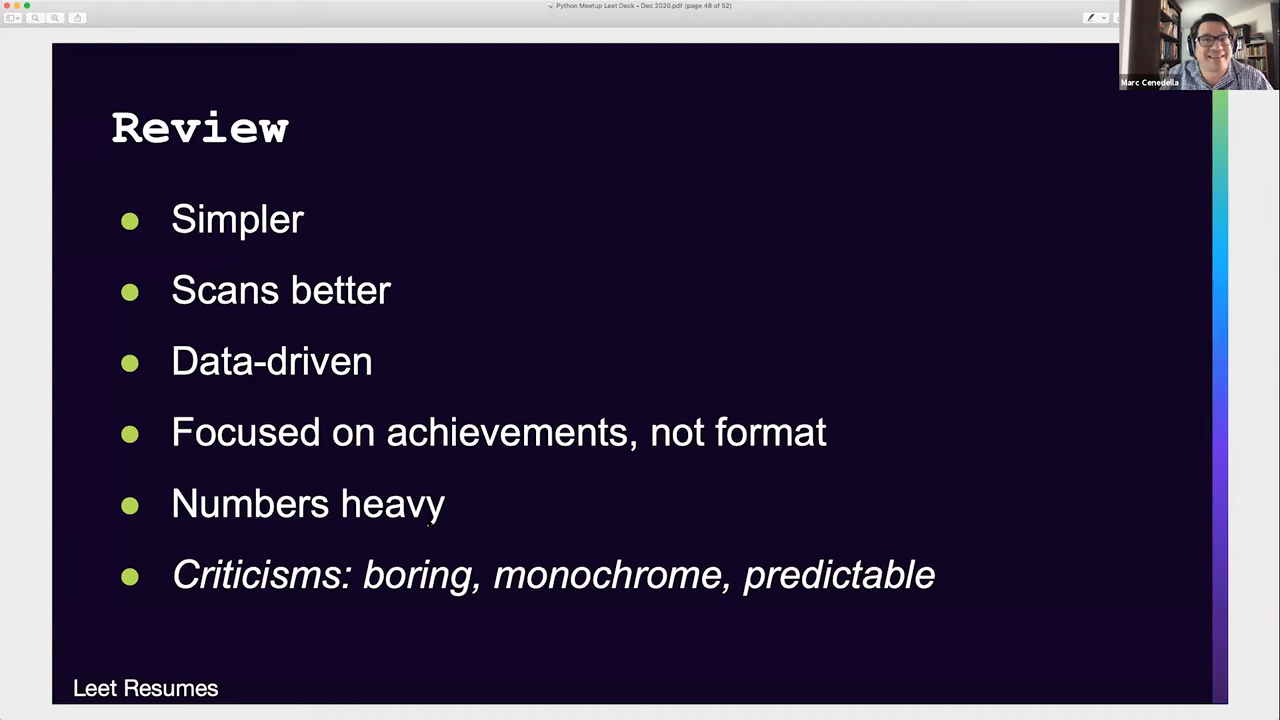 Python Meetup Leet Deck • Dec 2020.pdf (page 48 of 52)
Marc Cenedella
Review
Simpler
Scans better
Data-driven
Focused on achievements, not format
Numbers heavy
Criticisms: boring, monochrome, predictable
Leet Resumes